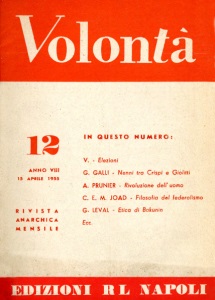 Volontà
12
ANNO VIII
15 APRILE 1955
RIVISTA
ANARCHICA
MENSILE
IN QUESTO NUMERO:
V. - Elezioni
G. GALLI - Nenni tra Crispi e Giolitti
A. PRUNIER - Rivoluzione dell'uomo
C. E. M. JOAD - Filosofia del federalismo
G. LEVAL - Etica di Bakunin
Ecc.
EDIZIONI RL NAPOLI